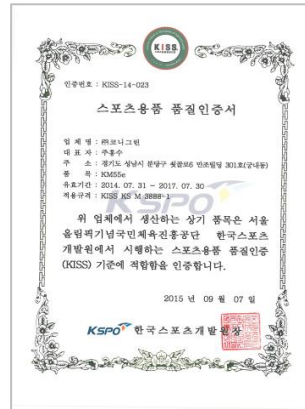 KISS
인증번호 : KISS-14-023
스포츠용품 품질인증서
업 체 명 : ㈜코니그린
대 표 자 : 주흥수
주 소 : 경기도 성남시 분당구 쇳골로6 민조빌딩 301호(궁내동)
품 목 : KM55e
유효기간 : 2014. 07. 31 ~ 2017. 07. 30
적용규격 : KISS KS M 3888-1
KSPO
위 업체에서 생산하는 상기 품목은 서울
올림픽기념국민체육진흥공단 한국스포츠
개발원에서 시행하는 스포츠용품 품질인증
(KISS) 기준에 적합함을 인증합니다.
2015 년 09 월 07 일
KSPO 한국스포츠개발원장